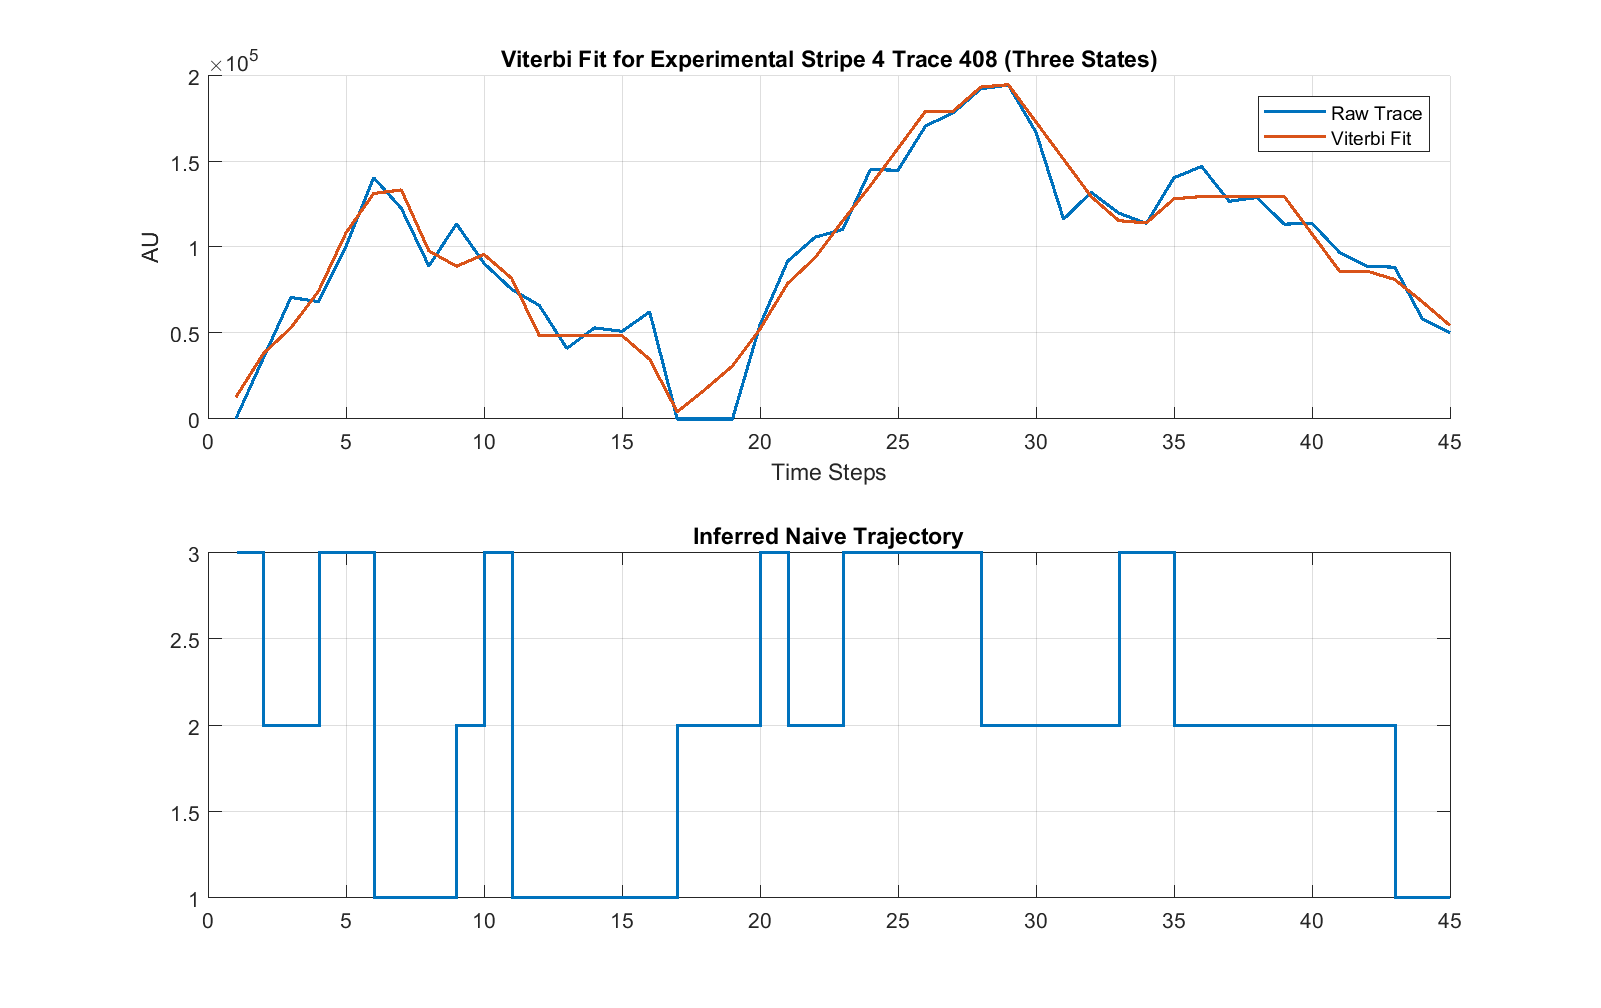 Viterbi Fit for Experimental Stripe 4 Trace 408 (Three States)
×10⁵
2
1.5
1
0.5
0
AU
Raw Trace
Viterbi Fit
0 5 10 15 20 25 30 35 40 45
Time Steps
Inferred Naive Trajectory
3
2.5
2
1.5
1
0 5 10 15 20 25 30 35 40 45